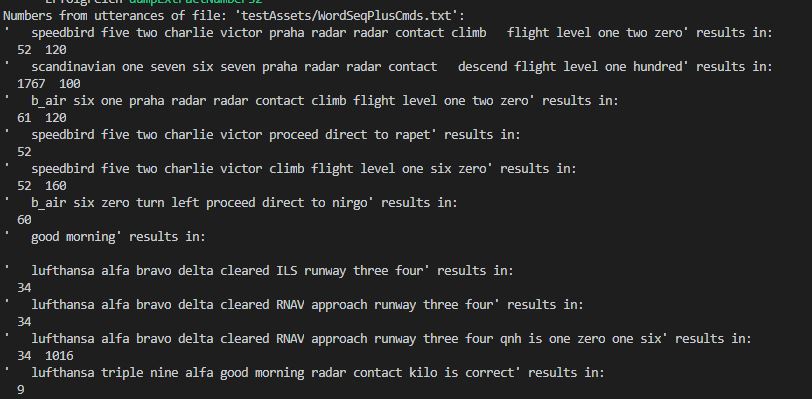 Erfolgreich dumpExtractNumbers2
Numbers from utterances of file: 'testAssets/WordSeqPlusCmds.txt':
'   speedbird five two charlie victor praha radar radar contact climb   flight level one two zero' results in:
  52  120
'   scandinavian one seven six seven praha radar radar contact   descend flight level one hundred' results in:
  1767  100
'   b_air six one praha radar radar contact climb flight level one two zero' results in:
  61  120
'   speedbird five two charlie victor proceed direct to rapet' results in:
  52
'   speedbird five two charlie victor climb flight level one six zero' results in:
  52  160
'   b_air six zero turn left proceed direct to nirgo' results in:
  60
'   good morning' results in:
'   lufthansa alfa bravo delta cleared ILS runway three four' results in:
  34
'   lufthansa alfa bravo delta cleared RNAV approach runway three four' results in:
  34
'   lufthansa alfa bravo delta cleared RNAV approach runway three four qnh is one zero one six' results in:
  34  1016
'   lufthansa triple nine alfa good morning radar contact kilo is correct' results in:
  9